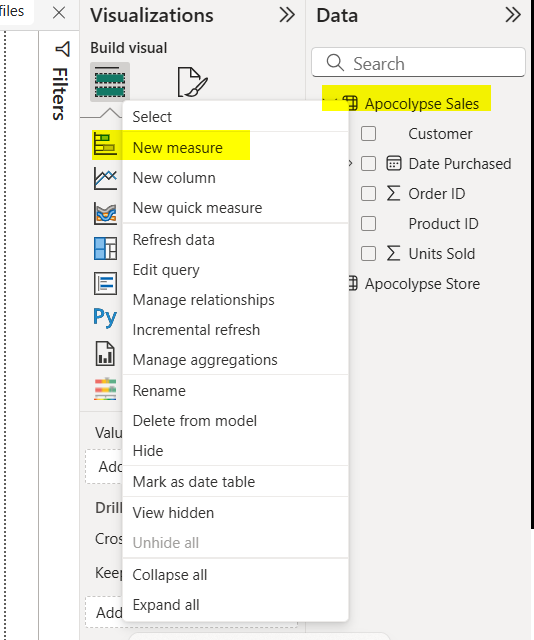 files
Visualizations
Data
Build visual
Filters
Search
Apocolypse Sales
Customer
Date Purchased
Order ID
Product ID
Units Sold
Apocolypse Store
Select
New measure
New column
New quick measure
Refresh data
Edit query
Manage relationships
Incremental refresh
Manage aggregations
Rename
Delete from model
Hide
Mark as date table
View hidden
Unhide all
Collapse all
Expand all
Py
Valu
Add
Drill
Cros
Keep
Add